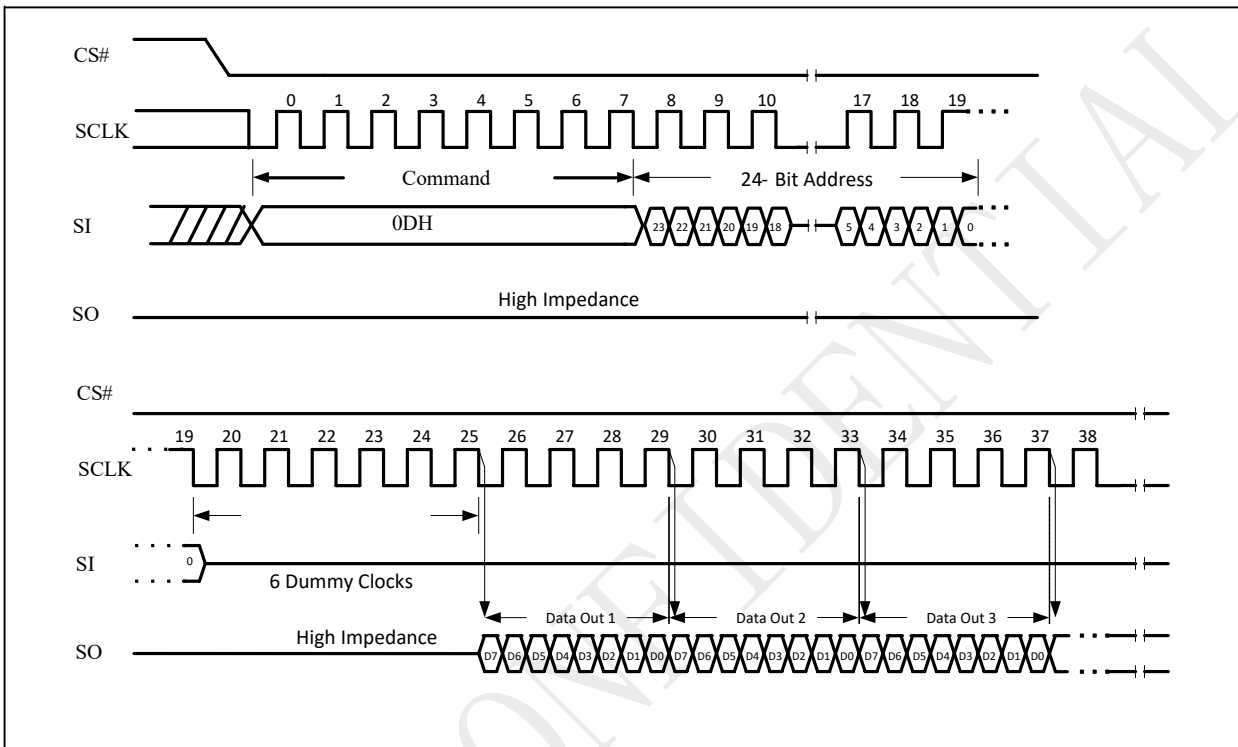 CS#
0 1 2 3 4 5 6 7 8 9 10 17 18 19
SCLK
Command 24- Bit Address
SI 0DH 23 22 21 20 19 18 5 4 3 2 1 0
High Impedance
SO
CS#
19 20 21 22 23 24 25 26 27 28 29 30 31 32 33 34 35 36 37 38
SCLK
SI 0
6 Dummy Clocks
Data Out 1 Data Out 2 Data Out 3
High Impedance
SO D7 D6 D5 D4 D3 D2 D1 D0 D7 D6 D5 D4 D3 D2 D1 D0 D7 D6 D5 D4 D3 D2 D1 D0
ONFIDENTIAL